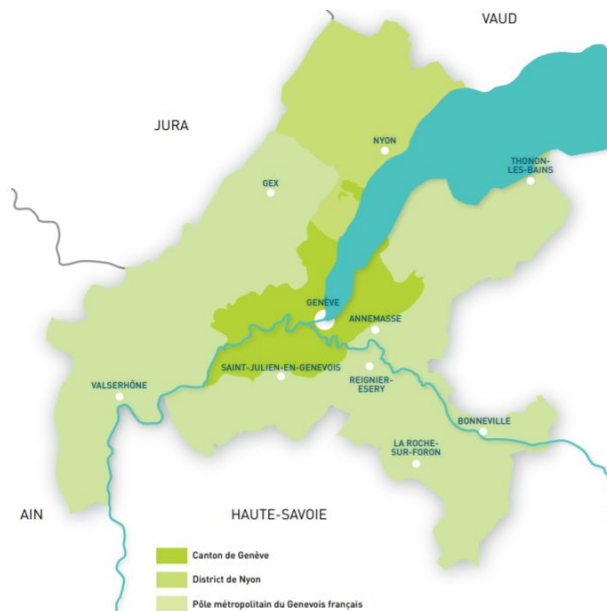 VAUD
JURA
NYON
THONON-
LES-BAINS
GEX
GENÈVE
ANNEMASSE
SAINT-JULIEN-EN-GENEVOIS
REIGNIER-
ESERY
VALSERHÔNE
BONNEVILLE
LA ROCHE-
SUR-FORON
AIN
HAUTE-SAVOIE
Canton de Genève
District de Nyon
Pôle métropolitain du Genevois français